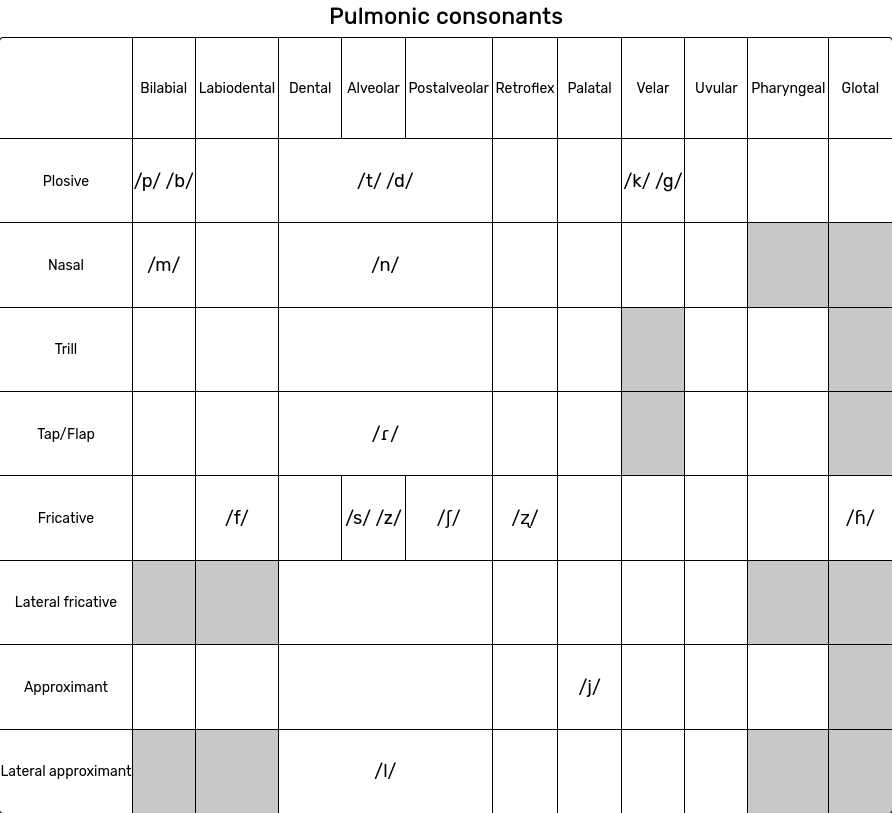 Pulmonic consonants
Bilabial Labiodental Dental Alveolar Postalveolar Retroflex Palatal Velar Uvular Pharyngeal Glotal
Plosive /p/ /b/ /t/ /d/ /k/ /g/
Nasal /m/ /n/
Trill
Tap/Flap /ɾ/
Fricative /f/ /s/ /z/ /ʃ/ /ʐ/ /ɦ/
Lateral fricative
Approximant /j/
Lateral approximant /l/